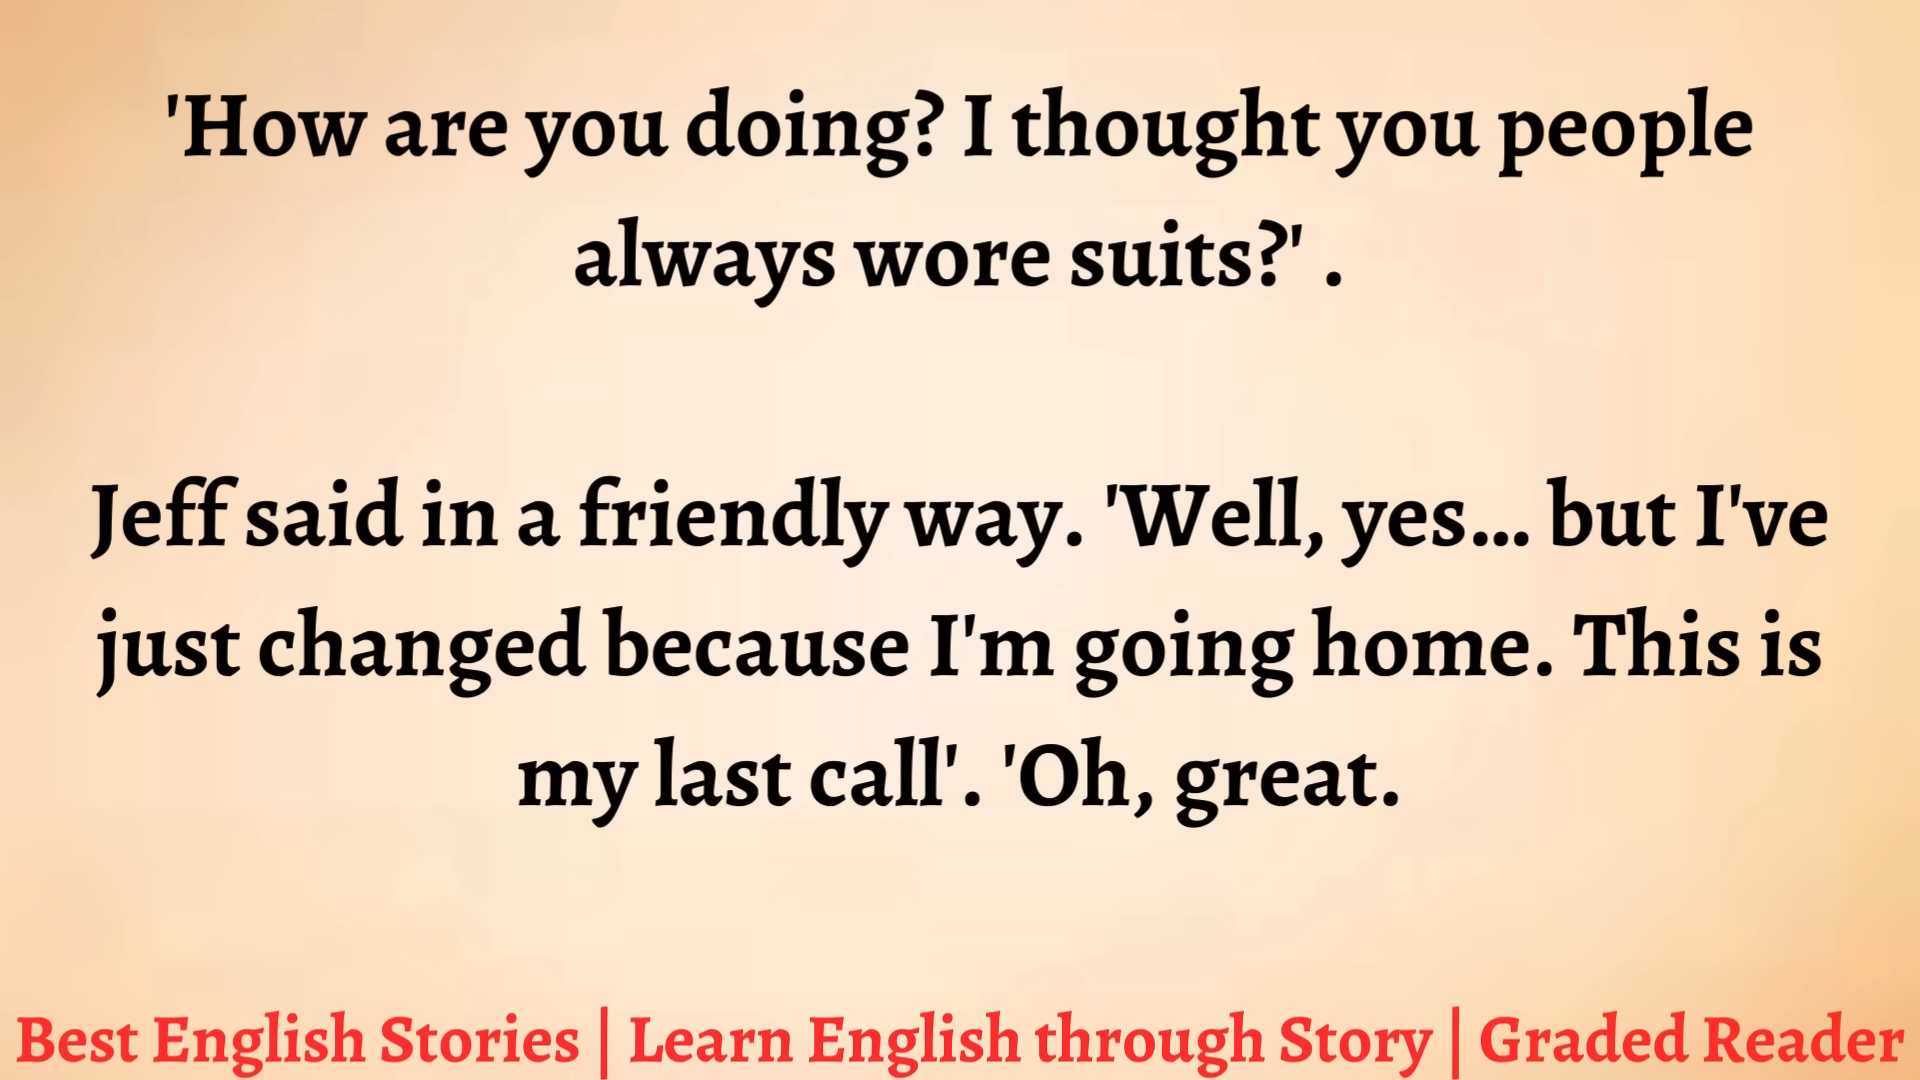 'How are you doing? I thought you people
always wore suits?' .
Jeff said in a friendly way. 'Well, yes... but I've
just changed because I'm going home. This is
my last call'. 'Oh, great.
Best English Stories | Learn English through Story | Graded Reader